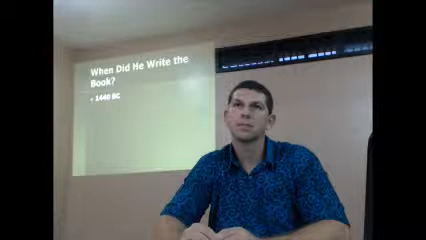 When Did He Write the
Book?
- 1440 BC